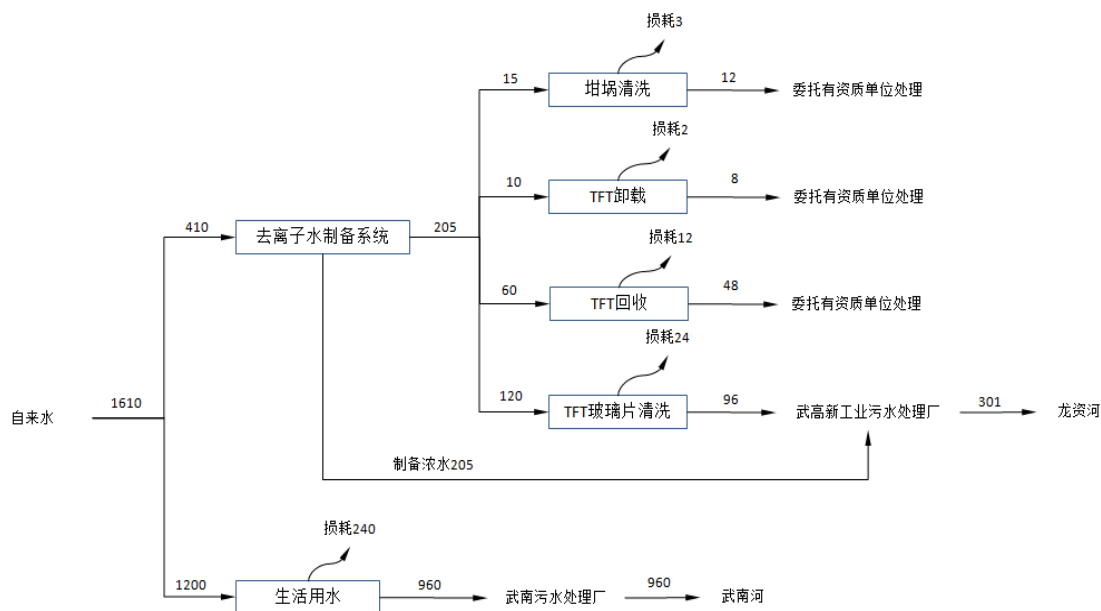 损耗3
15
坩埚清洗
12
委托有资质单位处理
损耗2
10
TFT卸载
8
委托有资质单位处理
410
去离子水制备系统
205
损耗12
60
TFT回收
48
委托有资质单位处理
损耗24
120
TFT玻璃片清洗
96
武高新工业污水处理厂
301
龙资河
自来水
1610
制备浓水205
损耗240
1200
生活用水
960
武南污水处理厂
960
武南河